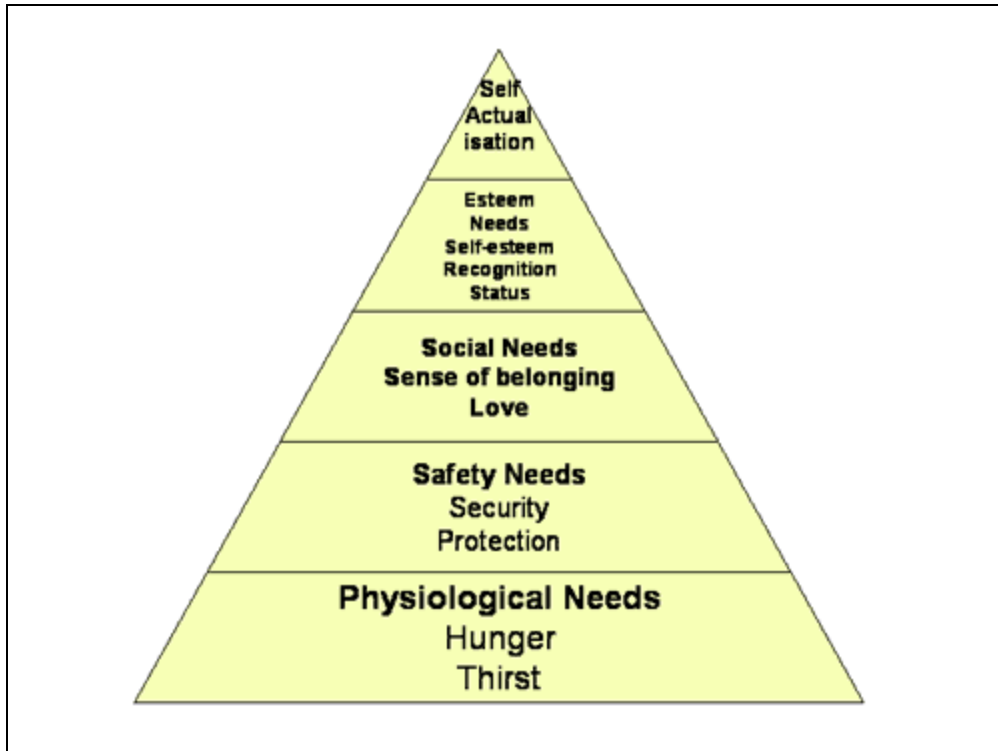 Self
Actual
isation
Esteem
Needs
Self-esteem
Recognition
Status
Social Needs
Sense of belonging
Love
Safety Needs
Security
Protection
Physiological Needs
Hunger
Thirst